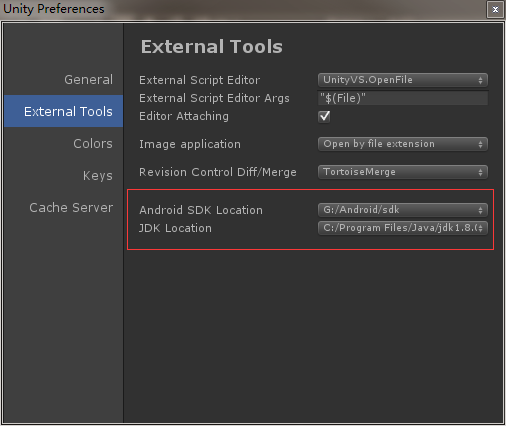 Unity Preferences
x
External Tools
General
External Tools
Colors
Keys
Cache Server
External Script Editor UnityVS.OpenFile
External Script Editor Args "$(File)"
Editor Attaching
Image application Open by file extension
Revision Control Diff/Merge TortoiseMerge
Android SDK Location G:/Android/sdk
JDK Location C:/Program Files/Java/jdk1.8.(